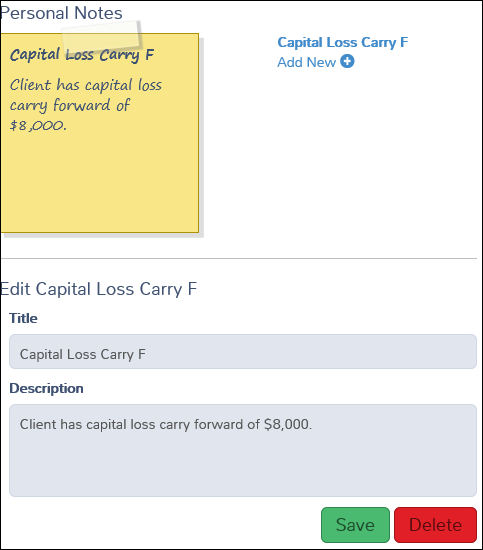 Personal Notes
Capital Loss Carry F
Client has capital loss
carry forward of
$8,000.
Capital Loss Carry F
Add New
Edit Capital Loss Carry F
Title
Capital Loss Carry F
Description
Client has capital loss carry forward of $8,000.
Save Delete